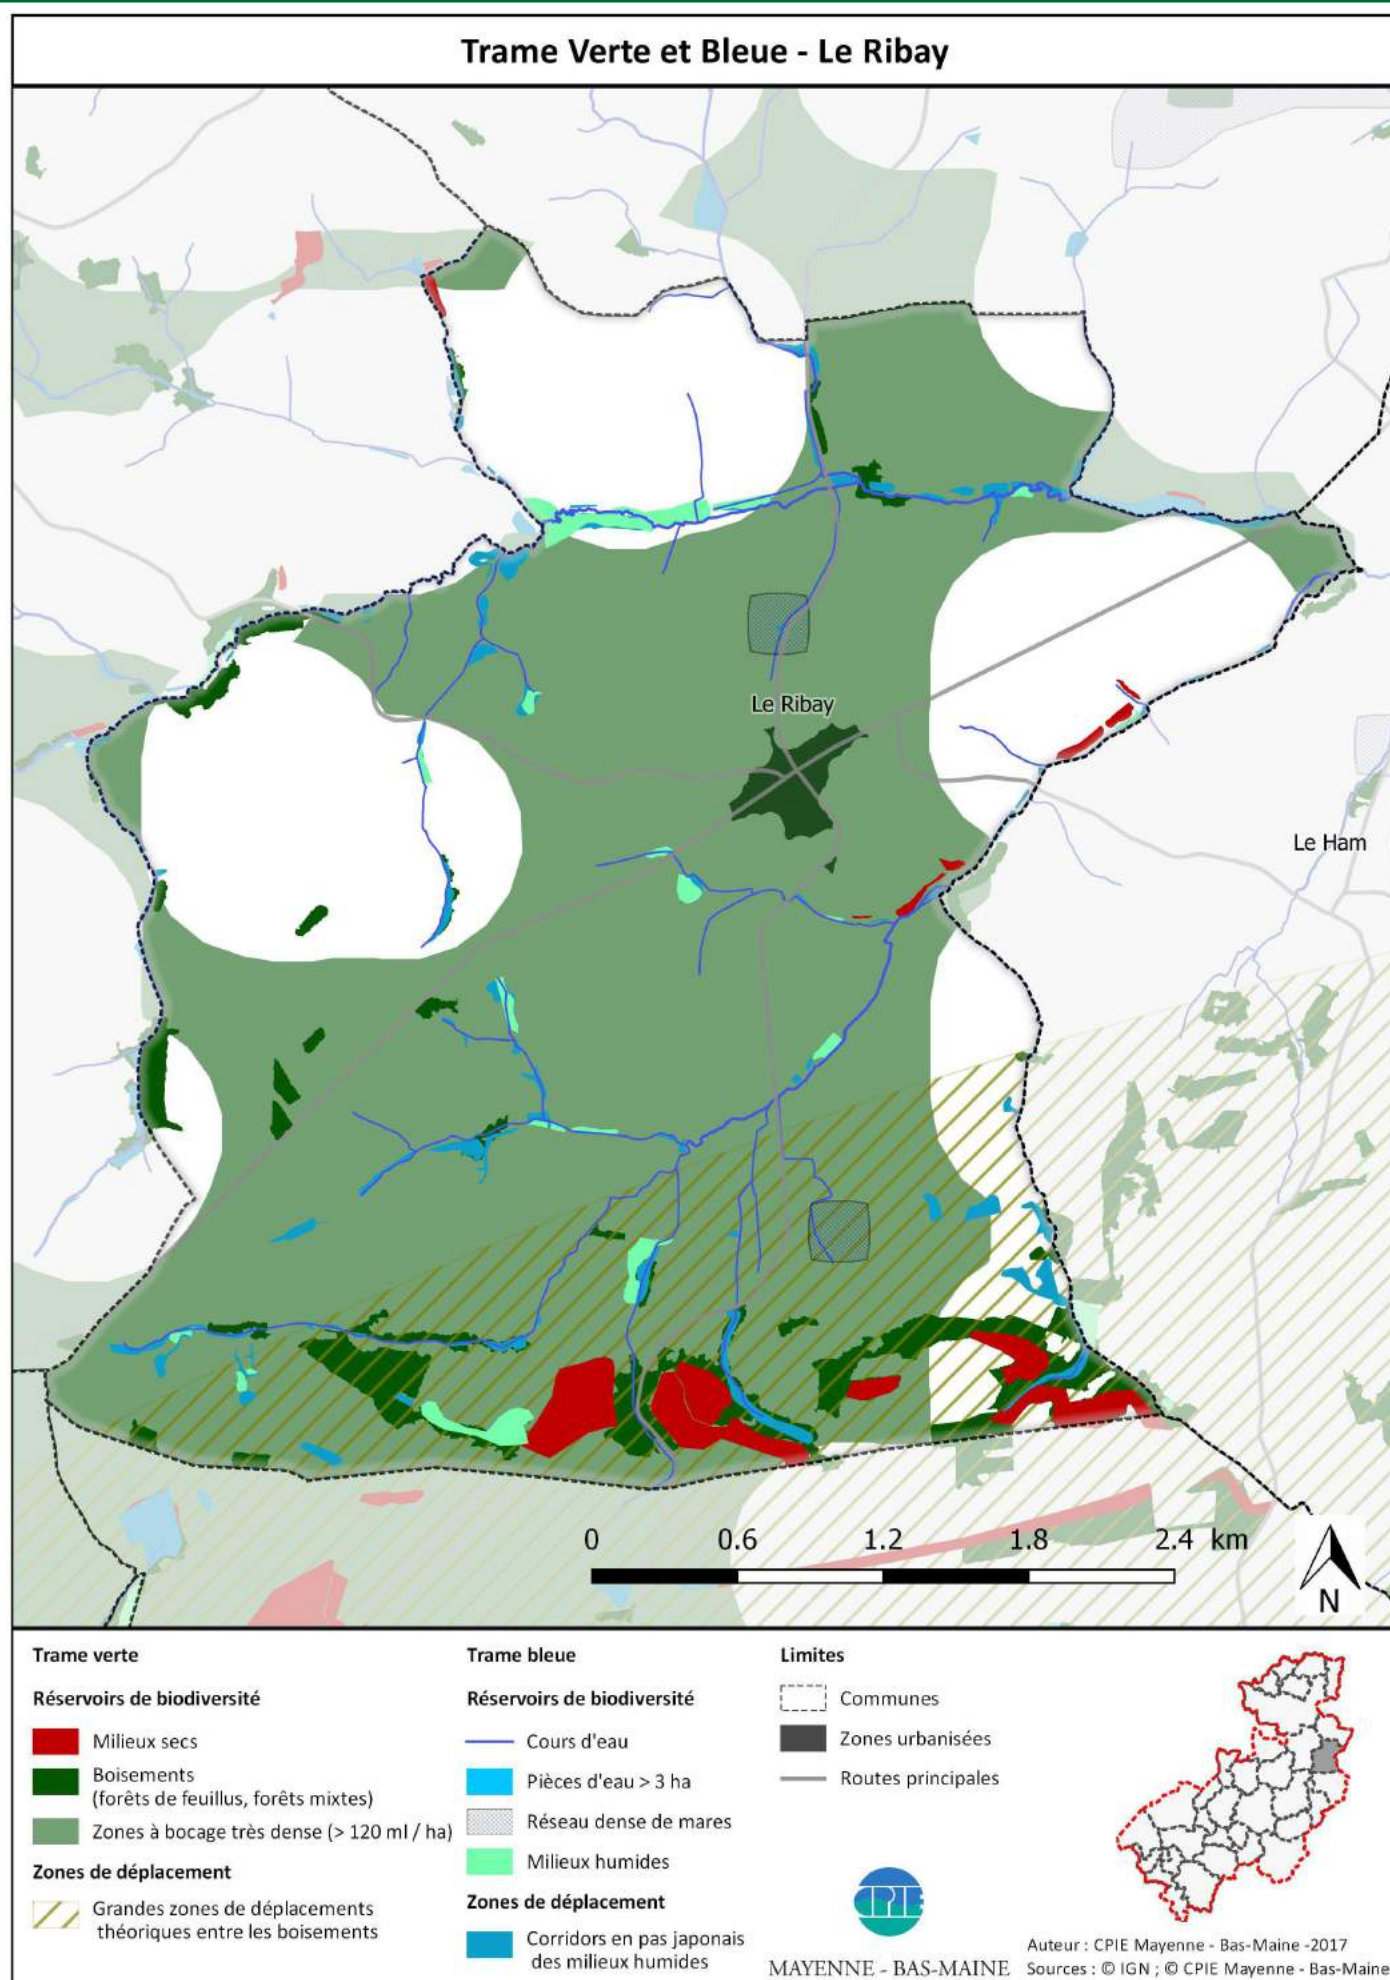 Trame Verte et Bleue - Le Ribay
Le Ribay
Le Ham
0 0.6 1.2 1.8 2.4 km
N
Trame verte
Réservoirs de biodiversité
Milieux secs
Boisements
(forêts de feuillus, forêts mixtes)
Zones à bocage très dense (> 120 ml / ha)
Zones de déplacement
Grandes zones de déplacements
théoriques entre les boisements
Trame bleue
Réservoirs de biodiversité
Cours d'eau
Pièces d'eau > 3 ha
Réseau dense de mares
Milieux humides
Zones de déplacement
Corridors en pas japonais
des milieux humides
Limites
Communes
Zones urbanisées
Routes principales
CPIE
MAYENNE - BAS-MAINE
Auteur : CPIE Mayenne - Bas-Maine -2017
Sources : © IGN ; © CPIE Mayenne - Bas-Maine